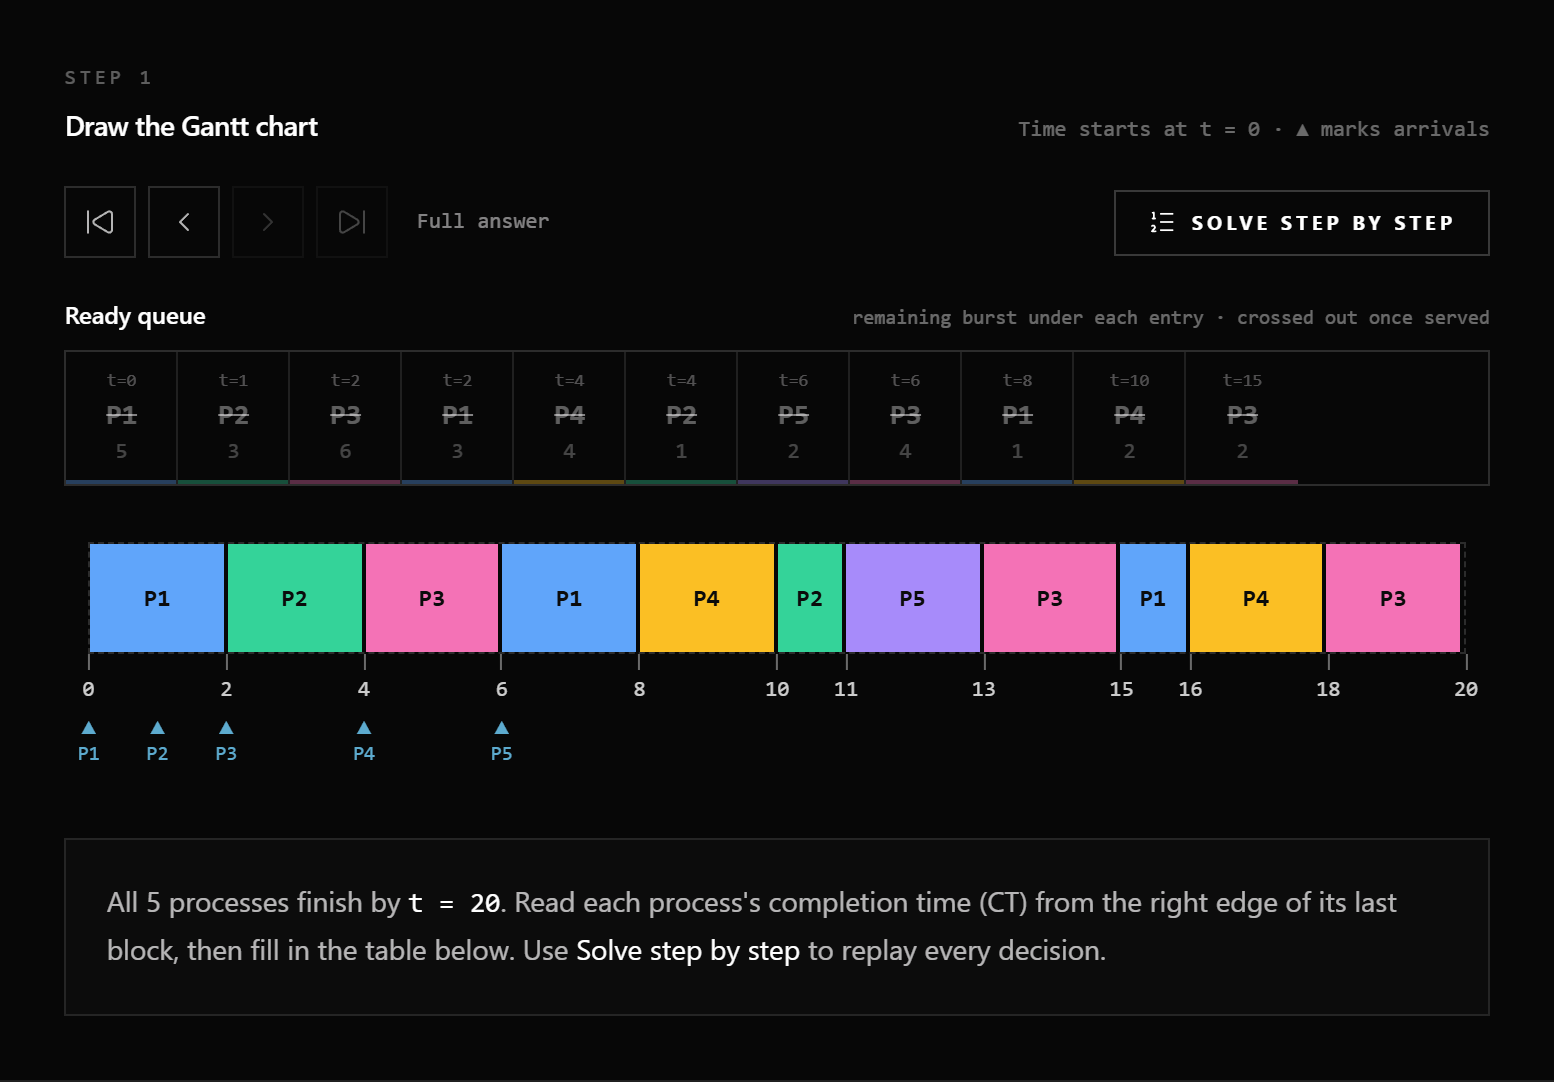 STEP 1
Draw the Gantt chart
Time starts at t = 0 · ▲ marks arrivals
Full answer
SOLVE STEP BY STEP
Ready queue
remaining burst under each entry · crossed out once served
t=0 t=1 t=2 t=2 t=4 t=4 t=6 t=6 t=8 t=10 t=15
P1 P2 P3 P1 P4 P2 P5 P3 P1 P4 P3
5 3 6 3 4 1 2 4 1 2 2
P1 P2 P3 P1 P4 P2 P5 P3 P1 P4 P3
0 2 4 6 8 10 11 13 15 16 18 20
P1 P2 P3 P4 P5
All 5 processes finish by t = 20. Read each process's completion time (CT) from the right edge of its last
block, then fill in the table below. Use Solve step by step to replay every decision.